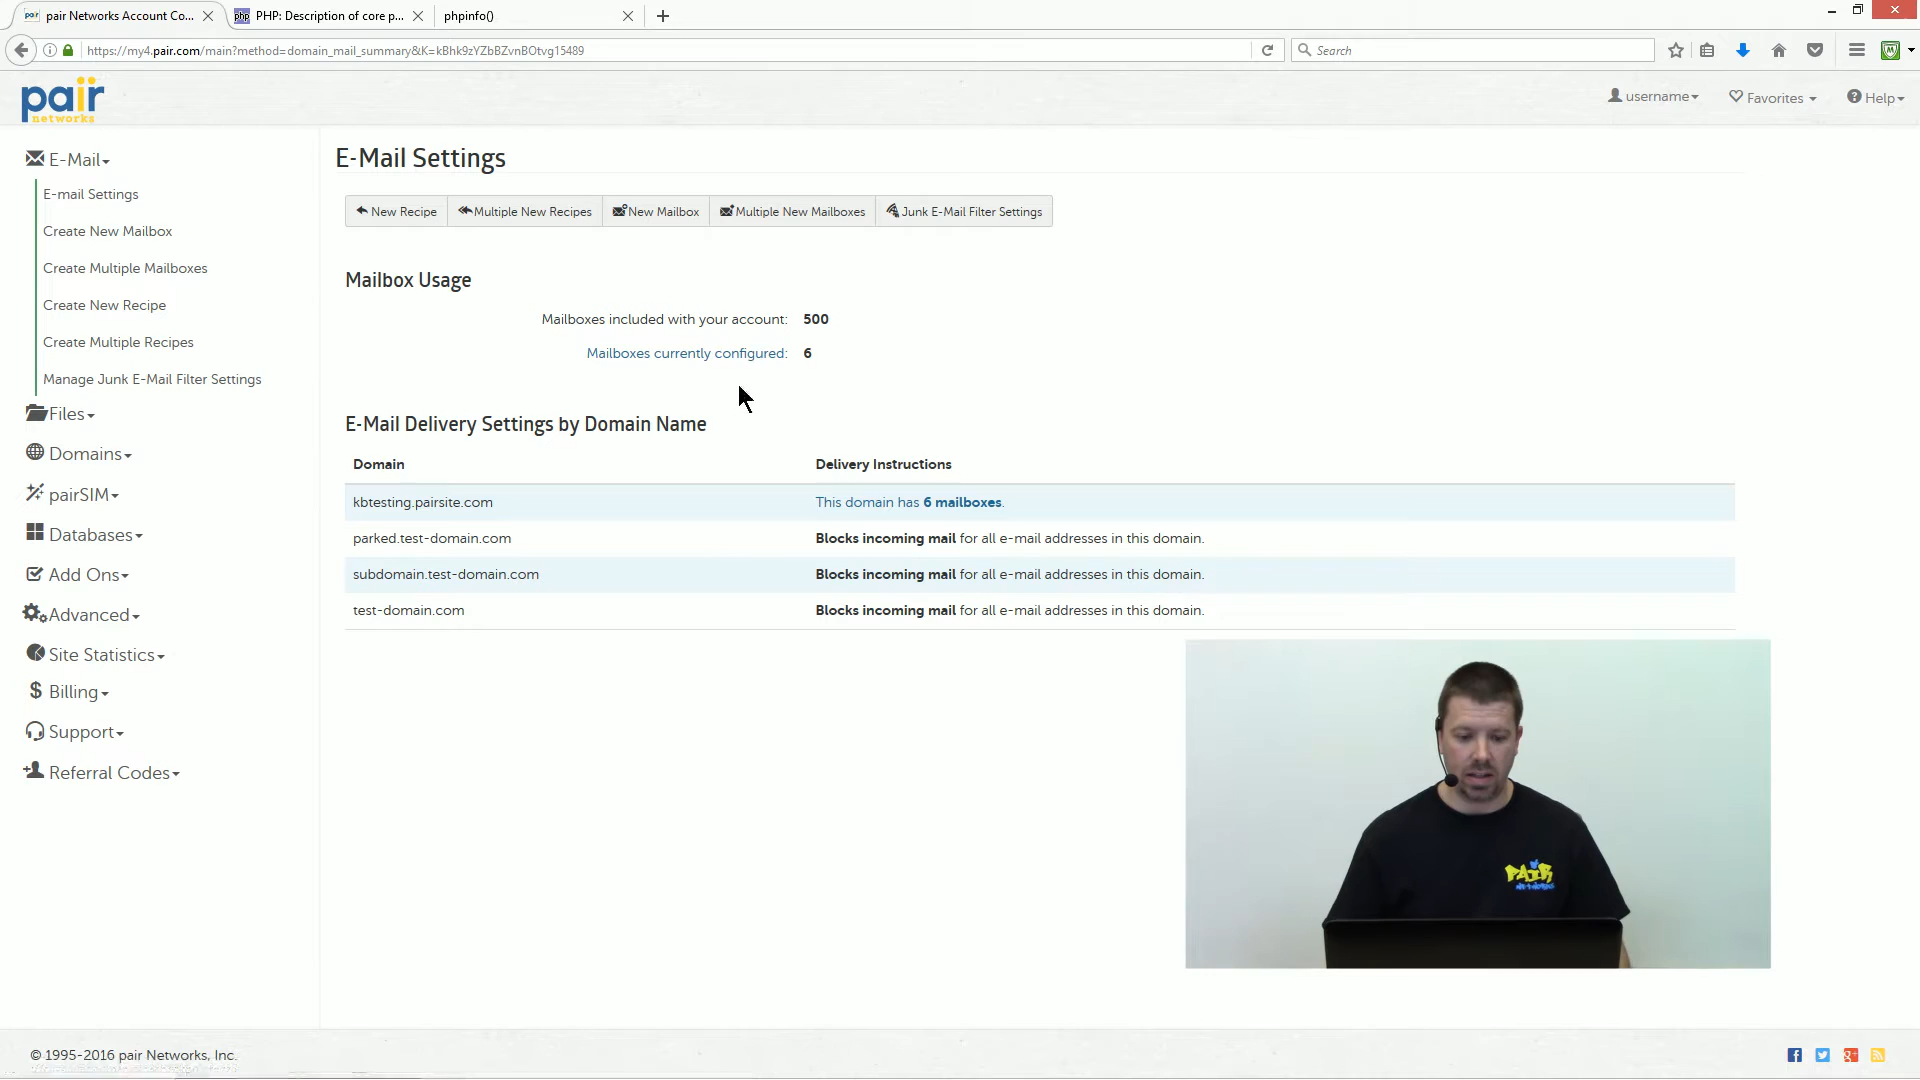 pair Networks Account Co...
PHP: Description of core p...
phpinfo()
https://my4.pair.com/main?method=domain_mail_summary&K=kBhk9zYZbBZvnBOtvg15489
Search
pair
networks
username
Favorites
Help
E-Mail
E-mail Settings
Create New Mailbox
Create Multiple Mailboxes
Create New Recipe
Create Multiple Recipes
Manage Junk E-Mail Filter Settings
Files
Domains
pairSIM
Databases
Add Ons
Advanced
Site Statistics
Billing
Support
Referral Codes
E-Mail Settings
New Recipe
Multiple New Recipes
New Mailbox
Multiple New Mailboxes
Junk E-Mail Filter Settings
Mailbox Usage
Mailboxes included with your account: 500
Mailboxes currently configured: 6
E-Mail Delivery Settings by Domain Name
Domain Delivery Instructions
kbtesting.pairsite.com This domain has 6 mailboxes.
parked.test-domain.com Blocks incoming mail for all e-mail addresses in this domain.
subdomain.test-domain.com Blocks incoming mail for all e-mail addresses in this domain.
test-domain.com Blocks incoming mail for all e-mail addresses in this domain.
PAIR
NETWORKS
© 1995-2016 pair Networks, Inc.